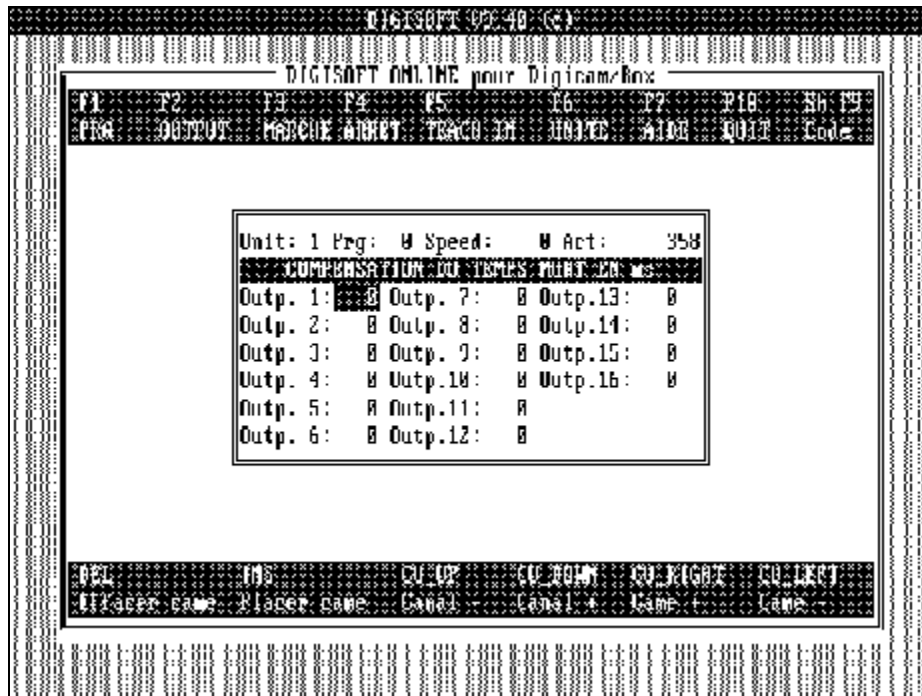 DIGISOFT V2.40 (c)
DIGISOFT ONLINE pour Digicam/Box
F1 F2 F3 F4 F5 F6 F7 F10 Sh F9
PRG OUTPUT MARCHE ARRET TEACH IN UNITE AIDE QUIT Code
Unit: 1 Prg: 0 Speed: 0 Act: 358
COMPENSATION DU TEMPS MORT EN ms
Outp. 1: 0 Outp. 7: 0 Outp.13: 0
Outp. 2: 0 Outp. 8: 0 Outp.14: 0
Outp. 3: 0 Outp. 9: 0 Outp.15: 0
Outp. 4: 0 Outp.10: 0 Outp.16: 0
Outp. 5: 0 Outp.11: 0
Outp. 6: 0 Outp.12: 0
DEL INS CU_UP CU_DOWN CU_RIGHT CU_LEFT
Effacer came Placer came Canal - Canal + Came + Came -